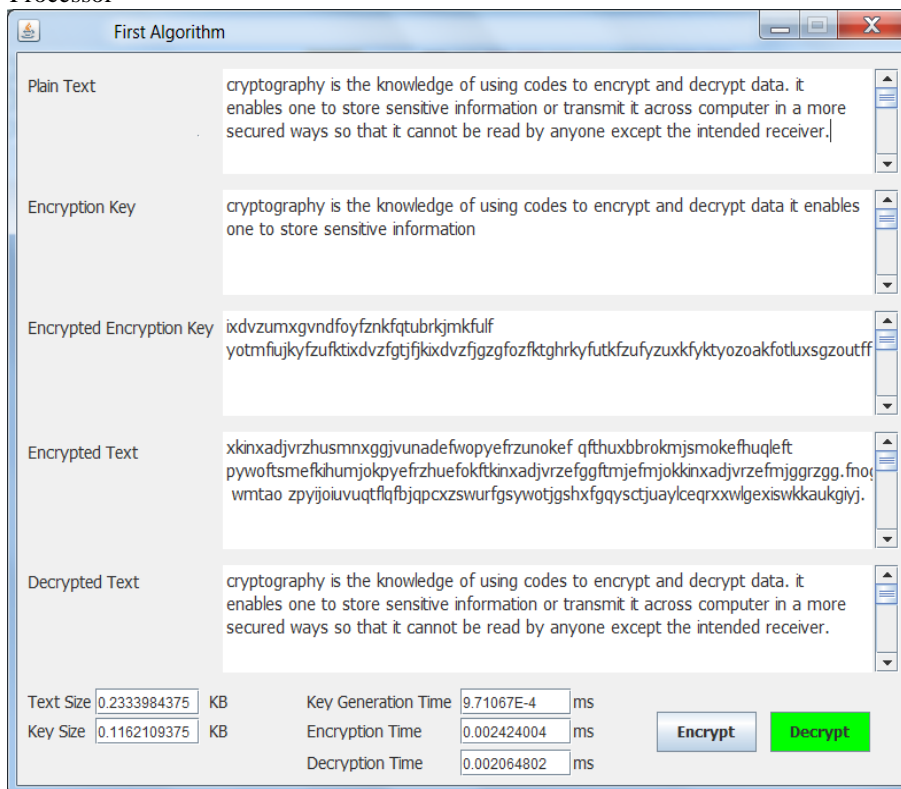 Processor
First Algorithm
Plain Text
cryptography is the knowledge of using codes to encrypt and decrypt data. it
enables one to store sensitive information or transmit it across computer in a more
secured ways so that it cannot be read by anyone except the intended receiver.
Encryption Key
cryptography is the knowledge of using codes to encrypt and decrypt data it enables
one to store sensitive information
Encrypted Encryption Key
ixdvzumxgvndfoyfznkfqtubrkjmkfulf
yotmfiujkyfzufktixdvzfgtjfjkixdvzfjgzgfozfktghrkyfutkfzufyzuxkfyktyozoakfotluxsgzoutff
Encrypted Text
xkinxadjvrzhusmnxggjvunadefwopyefrzunokef qfthuxbbrokmjsmokefhuqleft
pywoftsmefkihumjokpyefrzhuefokftkinxadjvrzefggftmjefmjokkinxadjvrzefmjggrzgg.fnog
wmtao zpyijoiuvuqtflqfbjqpcxzswurfgsywotjgshxfgqysctjuaylceqrxxwlgexiswkkaukgiyj.
Decrypted Text
cryptography is the knowledge of using codes to encrypt and decrypt data. it
enables one to store sensitive information or transmit it across computer in a more
secured ways so that it cannot be read by anyone except the intended receiver.
Text Size 0.2333984375 KB Key Generation Time 9.71067E-4 ms
Key Size 0.1162109375 KB Encryption Time 0.002424004 ms Encrypt Decrypt
Decryption Time 0.002064802 ms